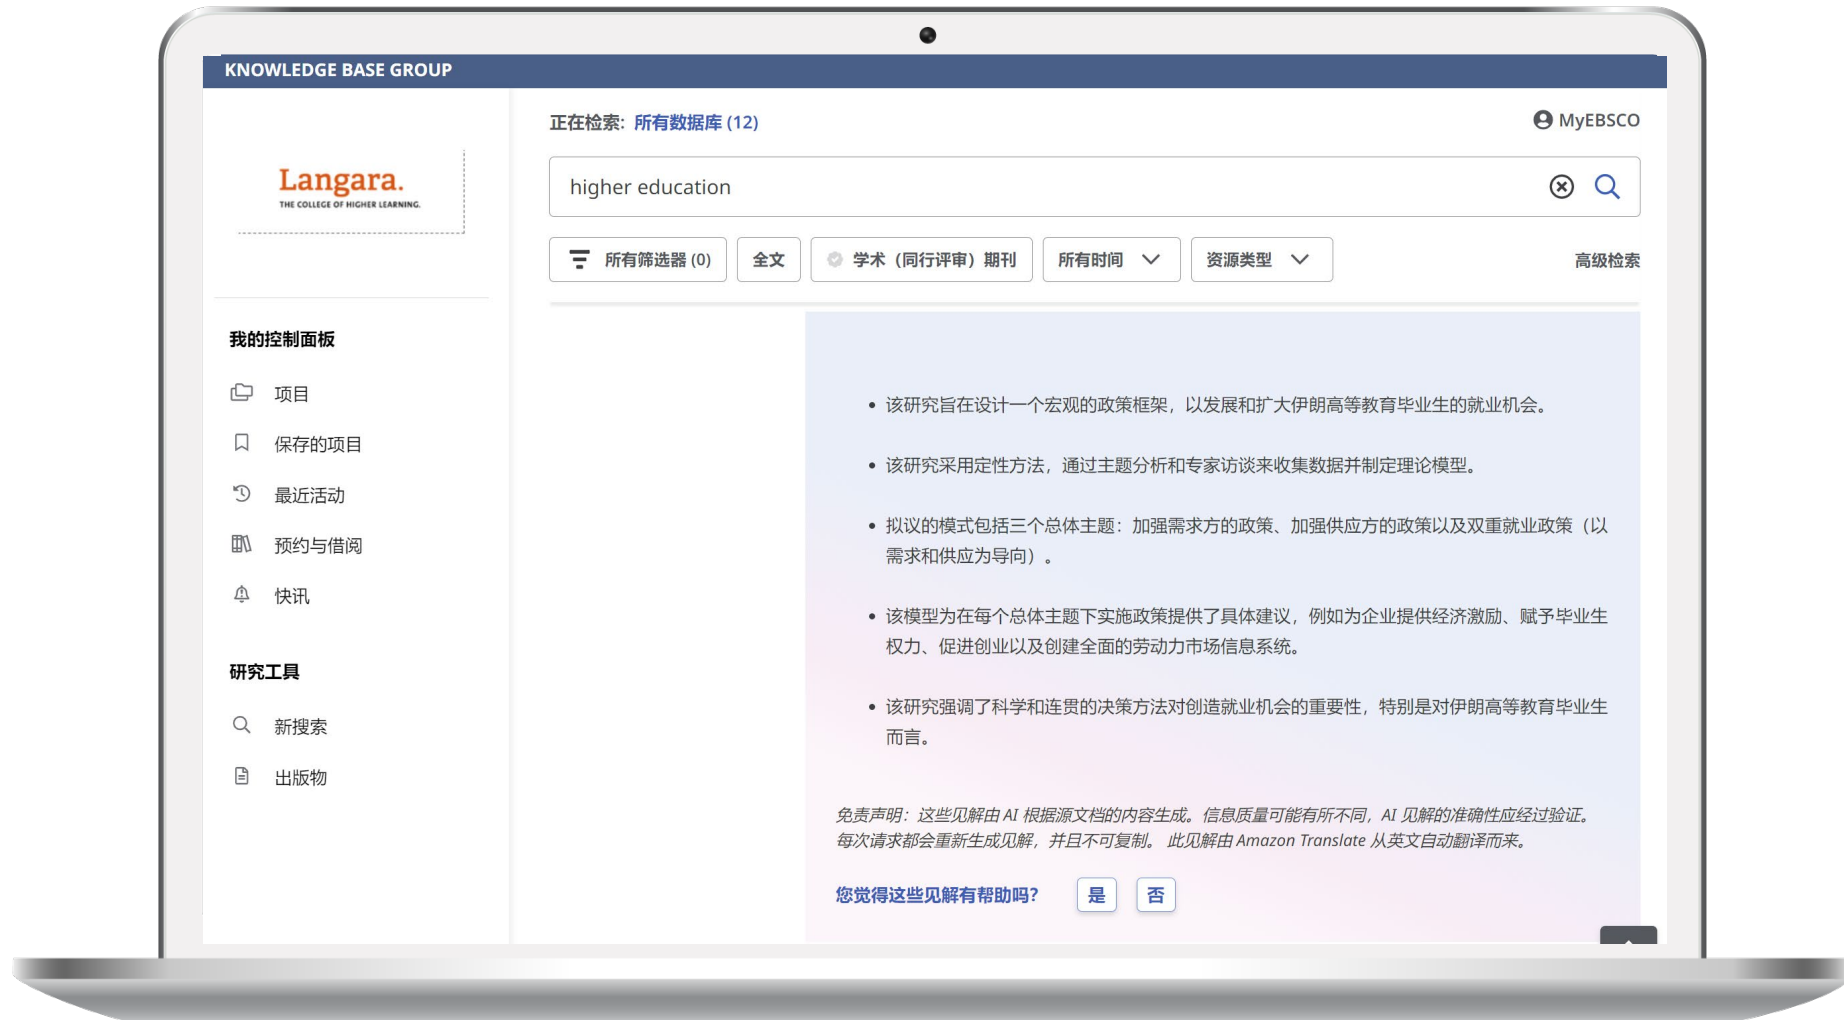 KNOWLEDGE BASE GROUP
Langara.
THE COLLEGE OF HIGHER LEARNING.
我的控制面板
项目
保存的项目
最近活动
预约与借阅
快讯
研究工具
新搜索
出版物
正在检索: 所有数据库 (12)
MyEBSCO
higher education
所有筛选器 (0)
全文
学术（同行评审）期刊
所有时间
资源类型
高级检索
• 该研究旨在设计一个宏观的政策框架，以发展和扩大伊朗高等教育毕业生的就业机会。
• 该研究采用定性方法，通过主题分析和专家访谈来收集数据并制定理论模型。
• 拟议的模式包括三个总体主题：加强需求方的政策、加强供应方的政策以及双重就业政策（以
需求和供应为导向）。
• 该模型为在每个总体主题下实施政策提供了具体建议，例如为企业提供经济激励、赋予毕业生
权力、促进创业以及创建全面的劳动力市场信息系统。
• 该研究强调了科学和连贯的决策方法对创造就业机会的重要性，特别是对伊朗高等教育毕业生
而言。
免责声明：这些见解由 AI 根据源文档的内容生成。信息质量可能有所不同，AI 见解的准确性应经过验证。
每次请求都会重新生成见解，并且不可复制。 此见解由 Amazon Translate 从英文自动翻译而来。
您觉得这些见解有帮助吗?
是
否